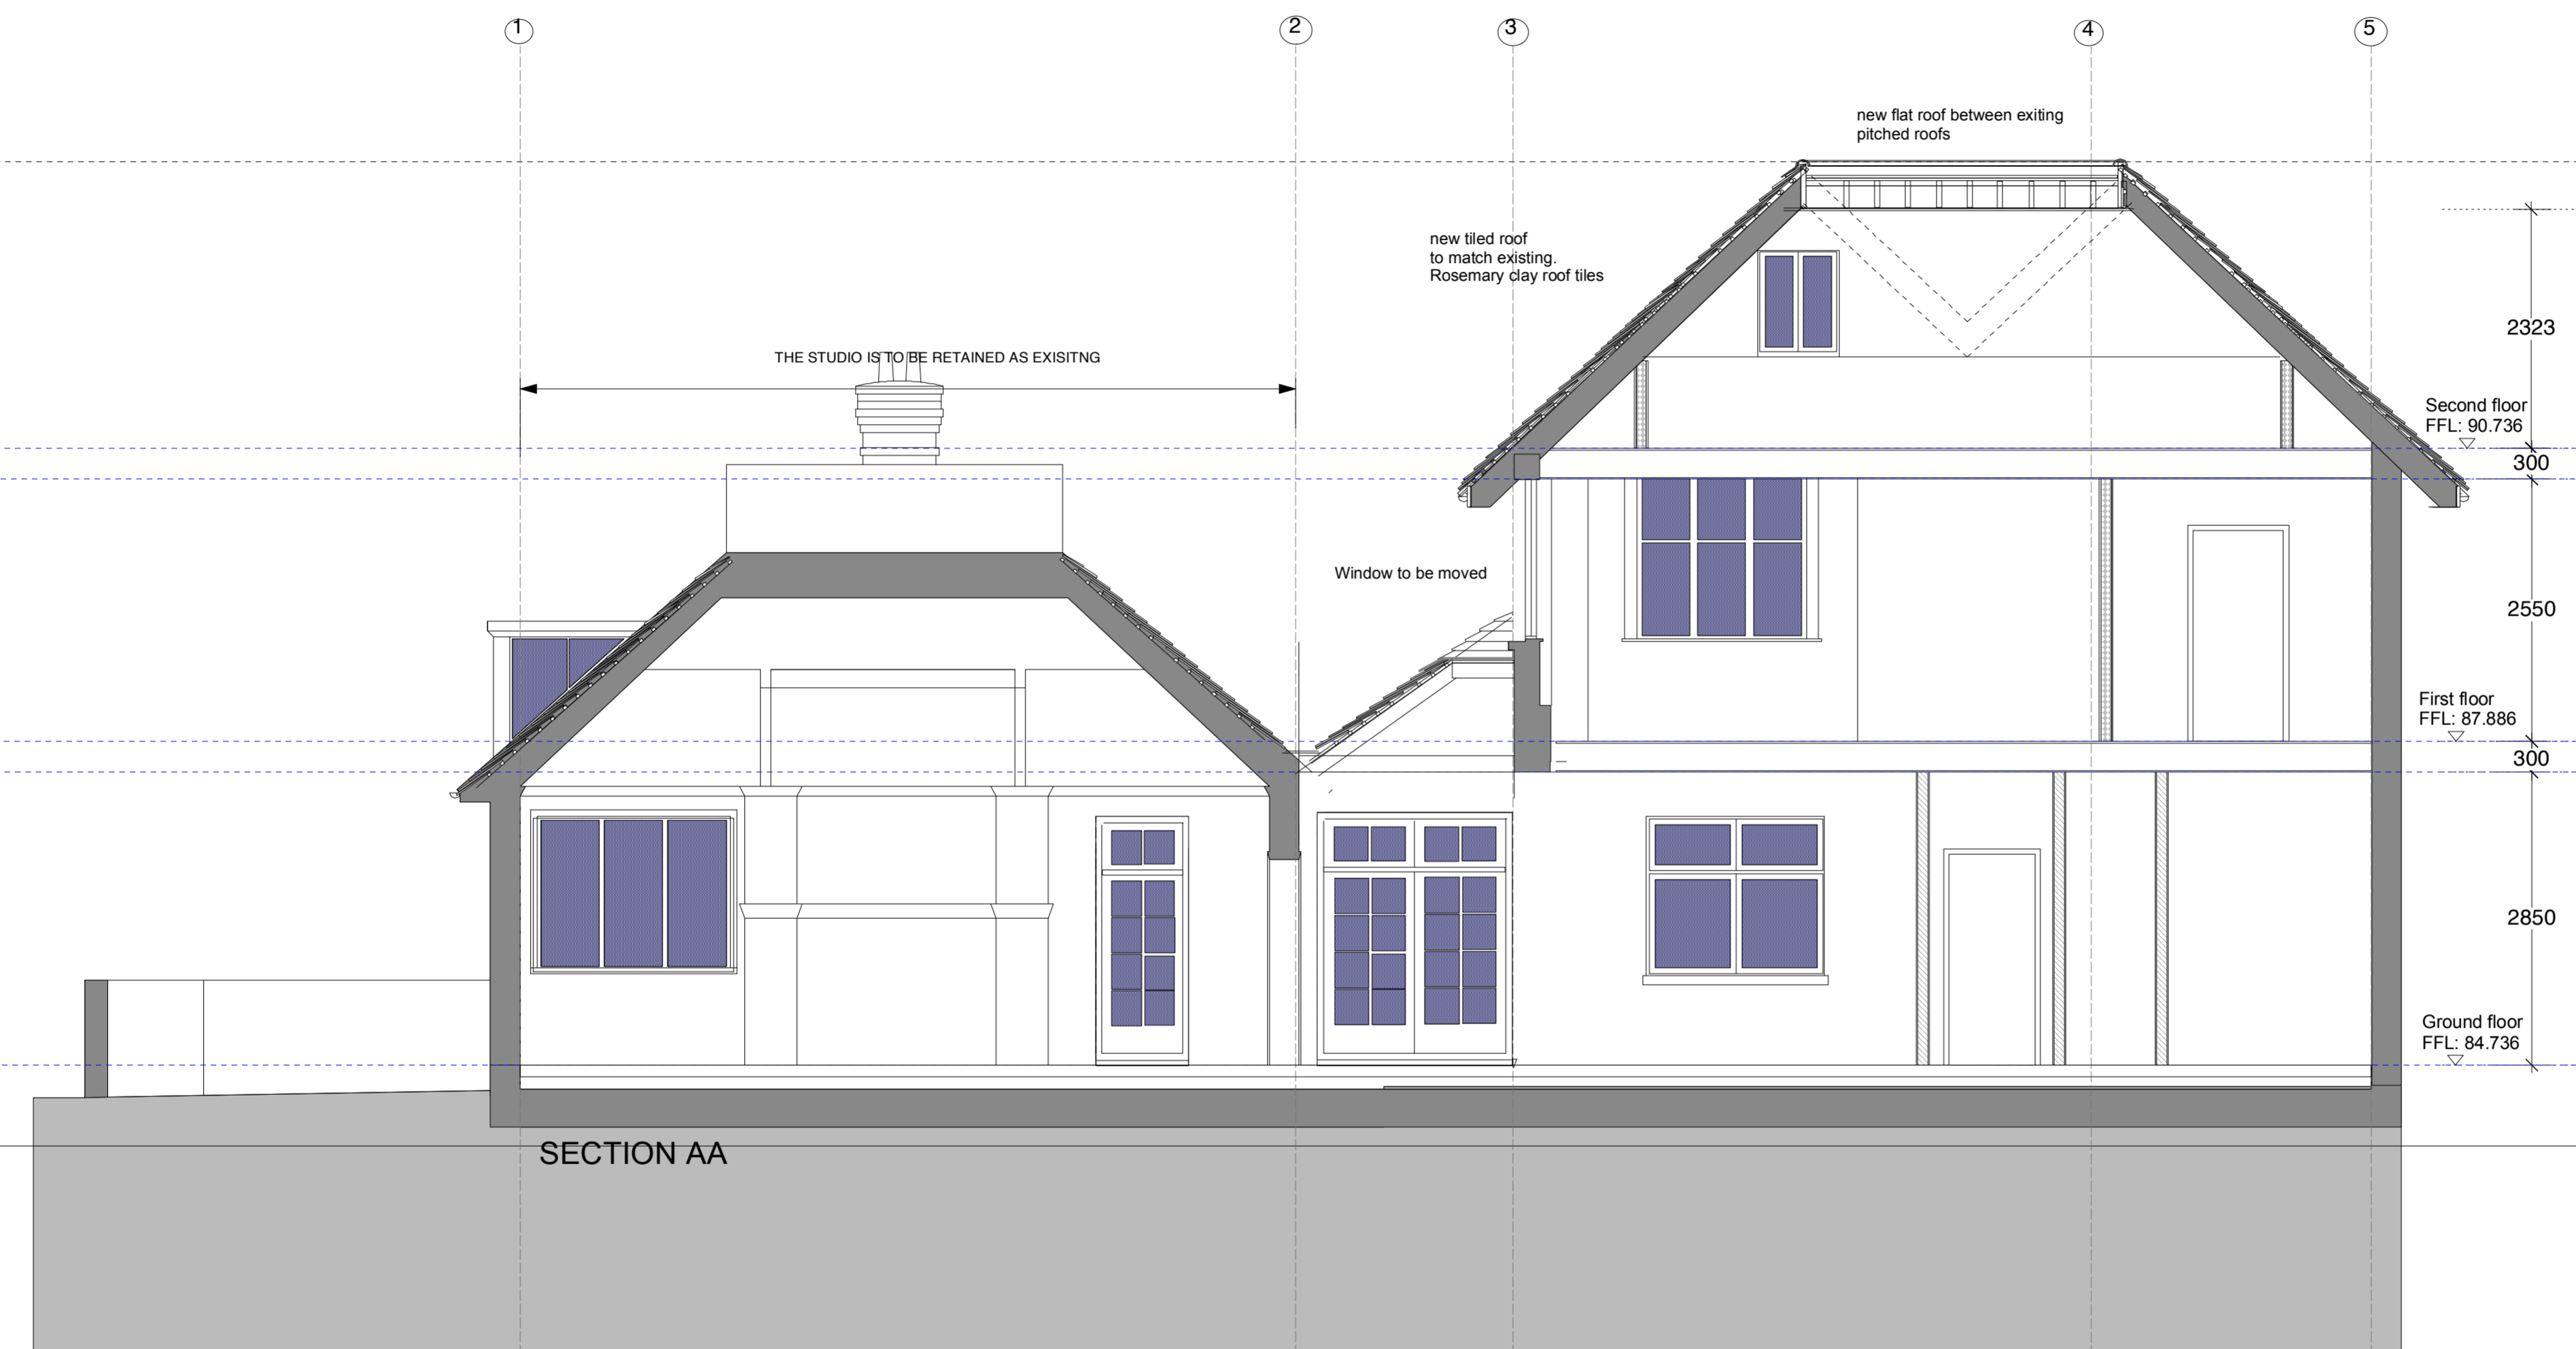 1
2
3
4
5
new flat roof between exiting
pitched roofs
new tiled roof
to match existing.
Rosemary clay roof tiles
2323
THE STUDIO IS TO BE RETAINED AS EXISITNG
Second floor
FFL: 90.736
300
Window to be moved
2550
First floor
FFL: 87.886
300
2850
Ground floor
FFL: 84.736
SECTION AA